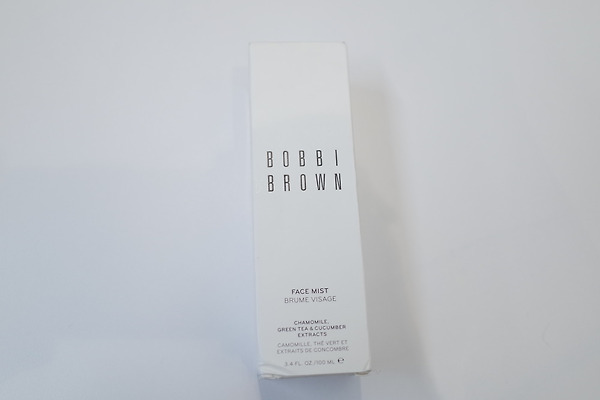 BOBBI
BROWN
FACE MIST
BRUME VISAGE
CHAMOMILE,
GREEN TEA & CUCUMBER
EXTRACTS
CAMOMILLE, THÉ VERT ET
EXTRAITS DE CONCOMBRE
3.4 FL. OZ./100 ML ℮